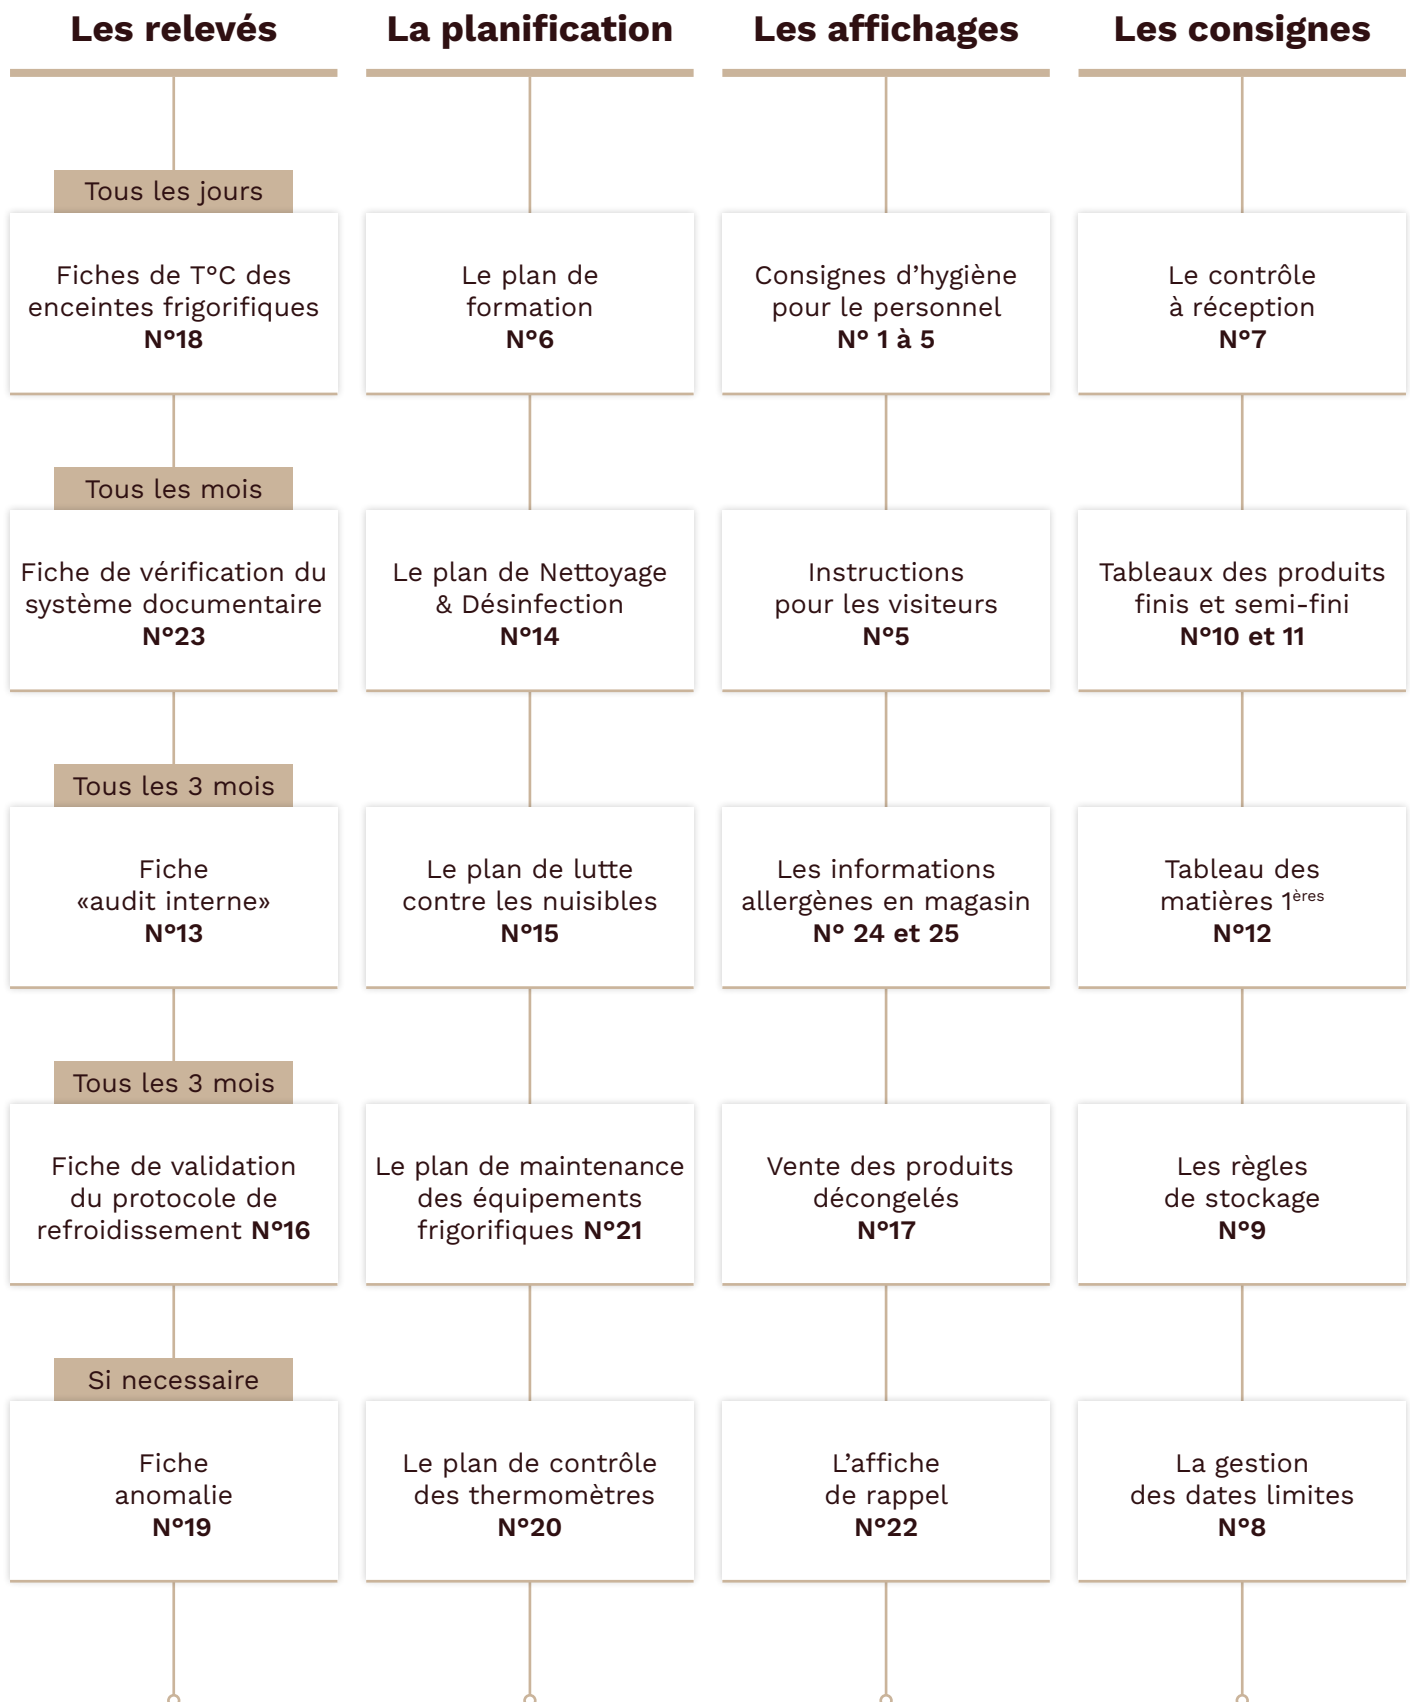 Les relevés
Tous les jours
Fiches de T°C des
enceintes frigorifiques
N°18
Tous les mois
Fiche de vérification du
système documentaire
N°23
Tous les 3 mois
Fiche
«audit interne»
N°13
Tous les 3 mois
Fiche de validation
du protocole de
refroidissement N°16
Si necessaire
Fiche
anomalie
N°19
La planification
Le plan de
formation
N°6
Le plan de Nettoyage
& Désinfection
N°14
Le plan de lutte
contre les nuisibles
N°15
Le plan de maintenance
des équipements
frigorifiques N°21
Le plan de contrôle
des thermomètres
N°20
Les affichages
Consignes d’hygiène
pour le personnel
N° 1 à 5
Instructions
pour les visiteurs
N°5
Les informations
allergènes en magasin
N° 24 et 25
Vente des produits
décongelés
N°17
L’affiche
de rappel
N°22
Les consignes
Le contrôle
à réception
N°7
Tableaux des produits
finis et semi-fini
N°10 et 11
Tableau des
matières 1ères
N°12
Les règles
de stockage
N°9
La gestion
des dates limites
N°8